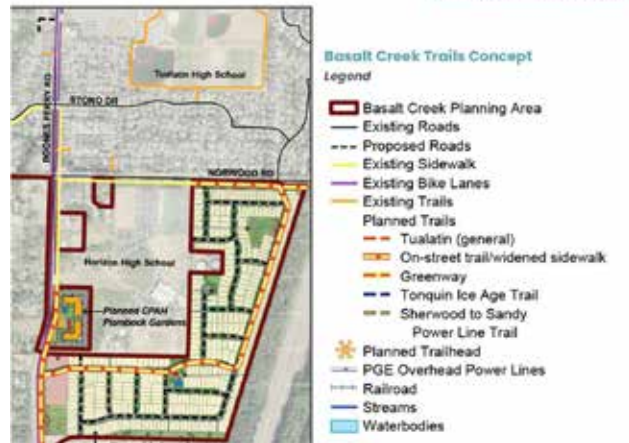 Tualatin High School
STONO DR
BOONES FERRY RD
NORWOOD RD
Horizon High School
Planned CPAH
Plambeck Gardens
Basalt Creek Trails Concept
Legend
Basalt Creek Planning Area
Existing Roads
Proposed Roads
Existing Sidewalk
Existing Bike Lanes
Existing Trails
Planned Trails
Tualatin (general)
On-street trail/widened sidewalk
Greenway
Tonquin Ice Age Trail
Sherwood to Sandy
Power Line Trail
Planned Trailhead
PGE Overhead Power Lines
Railroad
Streams
Waterbodies